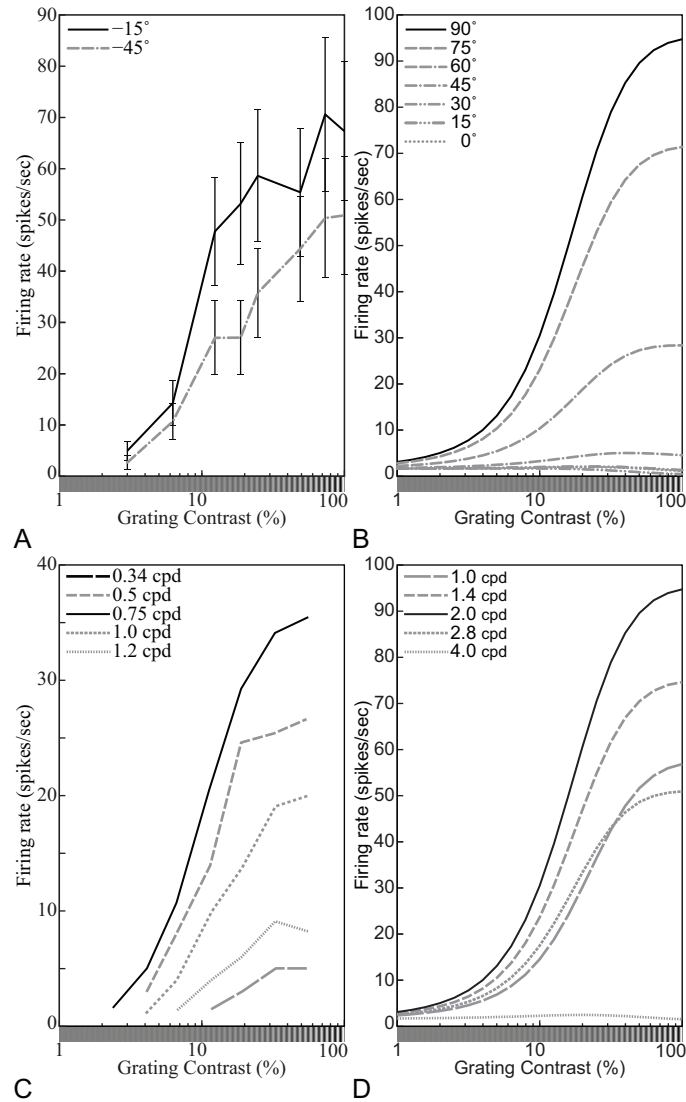 90
80
70
60
50
40
30
20
10
0
−15°
−45°
Firing rate (spikes/sec)
1
10
100
Grating Contrast (%)
A
100
90
80
70
60
50
40
30
20
10
0
90°
75°
60°
45°
30°
15°
0°
Firing rate (spikes/sec)
1
10
100
Grating Contrast (%)
B
40
30
20
10
0
0.34 cpd
0.5 cpd
0.75 cpd
1.0 cpd
1.2 cpd
Firing rate (spikes/sec)
1
10
100
Grating Contrast (%)
C
100
90
80
70
60
50
40
30
20
10
0
1.0 cpd
1.4 cpd
2.0 cpd
2.8 cpd
4.0 cpd
Firing rate (spikes/sec)
1
10
100
Grating Contrast (%)
D